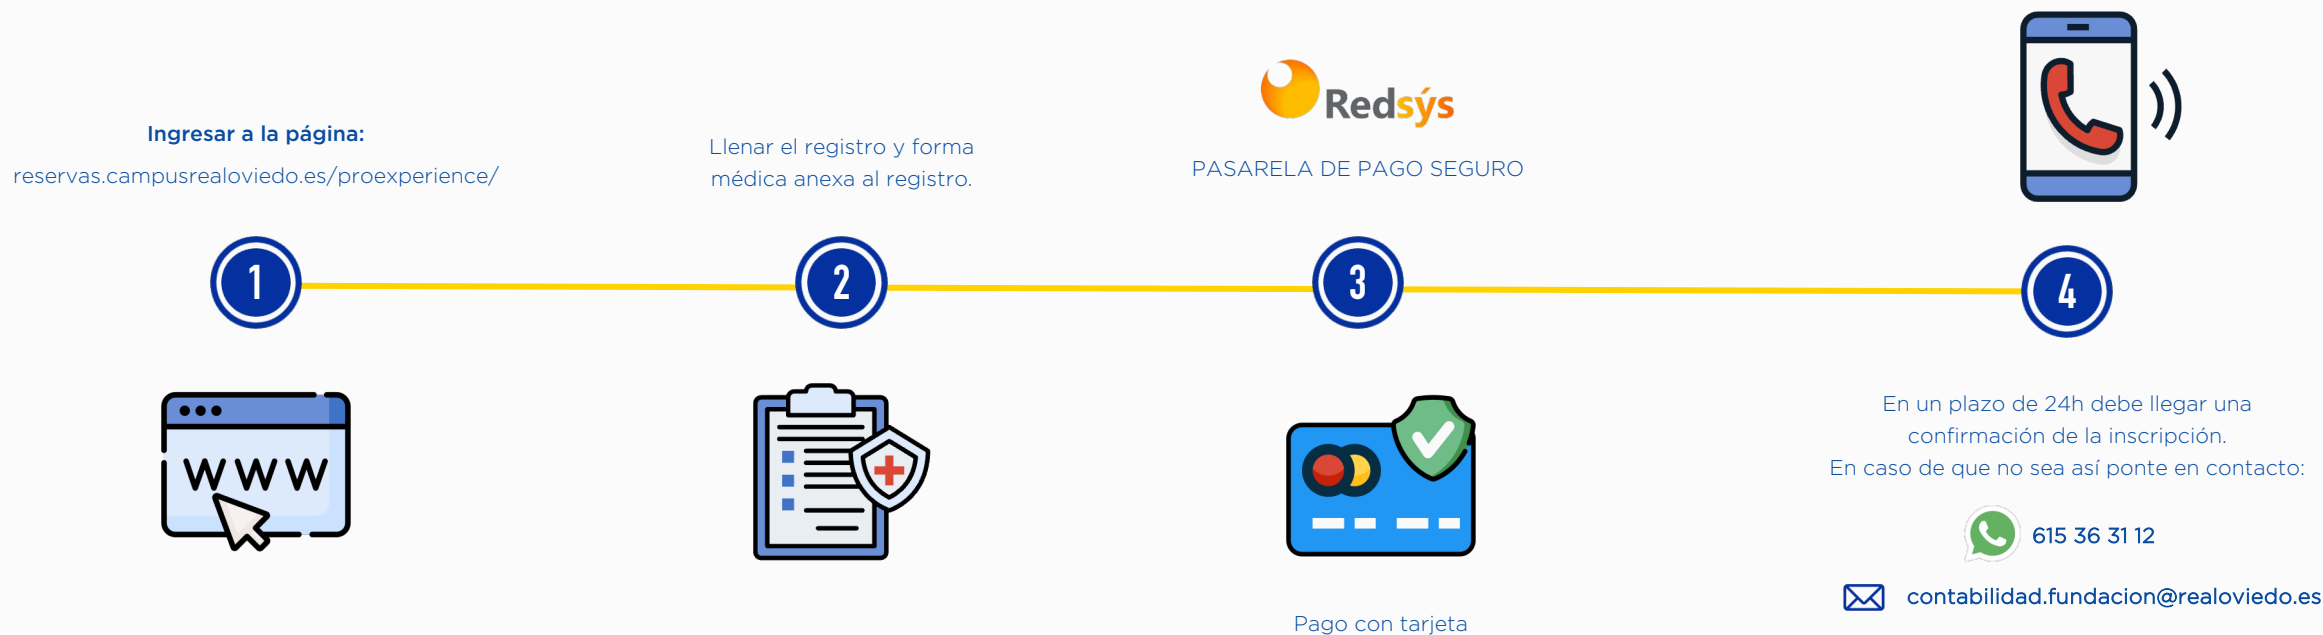 Ingresar a la página:
reservas.campusrealoviedo.es/proexperience/
1
WWW
Llenar el registro y forma
médica anexa al registro.
2
Redsýs
PASARELA DE PAGO SEGURO
3
Pago con tarjeta
4
En un plazo de 24h debe llegar una
confirmación de la inscripción.
En caso de que no sea así ponte en contacto:
615 36 31 12
contabilidad.fundacion@realoviedo.es